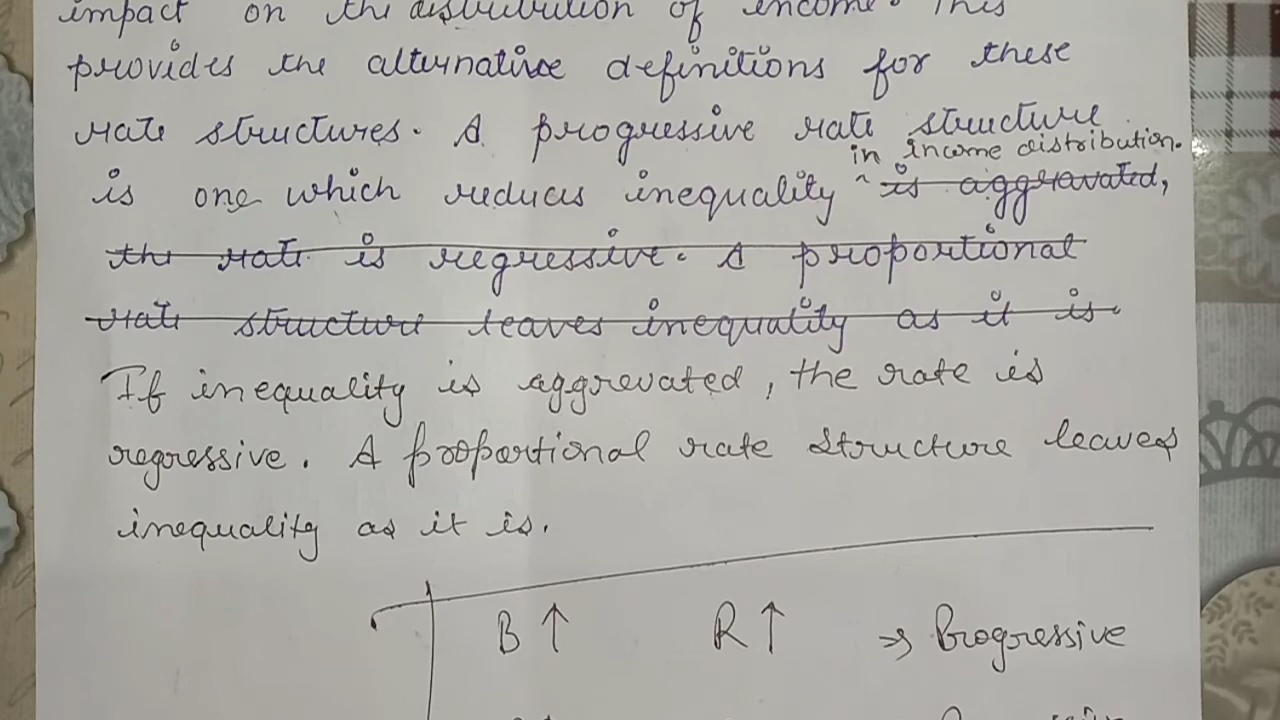 impact on the distribution of income. This
provides the alternative definitions for these
rate structures. A progressive rate structure
in income distribution.
is one which reduces inequality ^ is aggravated,
the rate is regressive. A proportional
rate structure leaves inequality as it is.
If inequality is aggrevated, the rate is
regressive. A proportional rate structure leaves
inequality as it is.
B ↑ R ↑ ⇒ Progressive